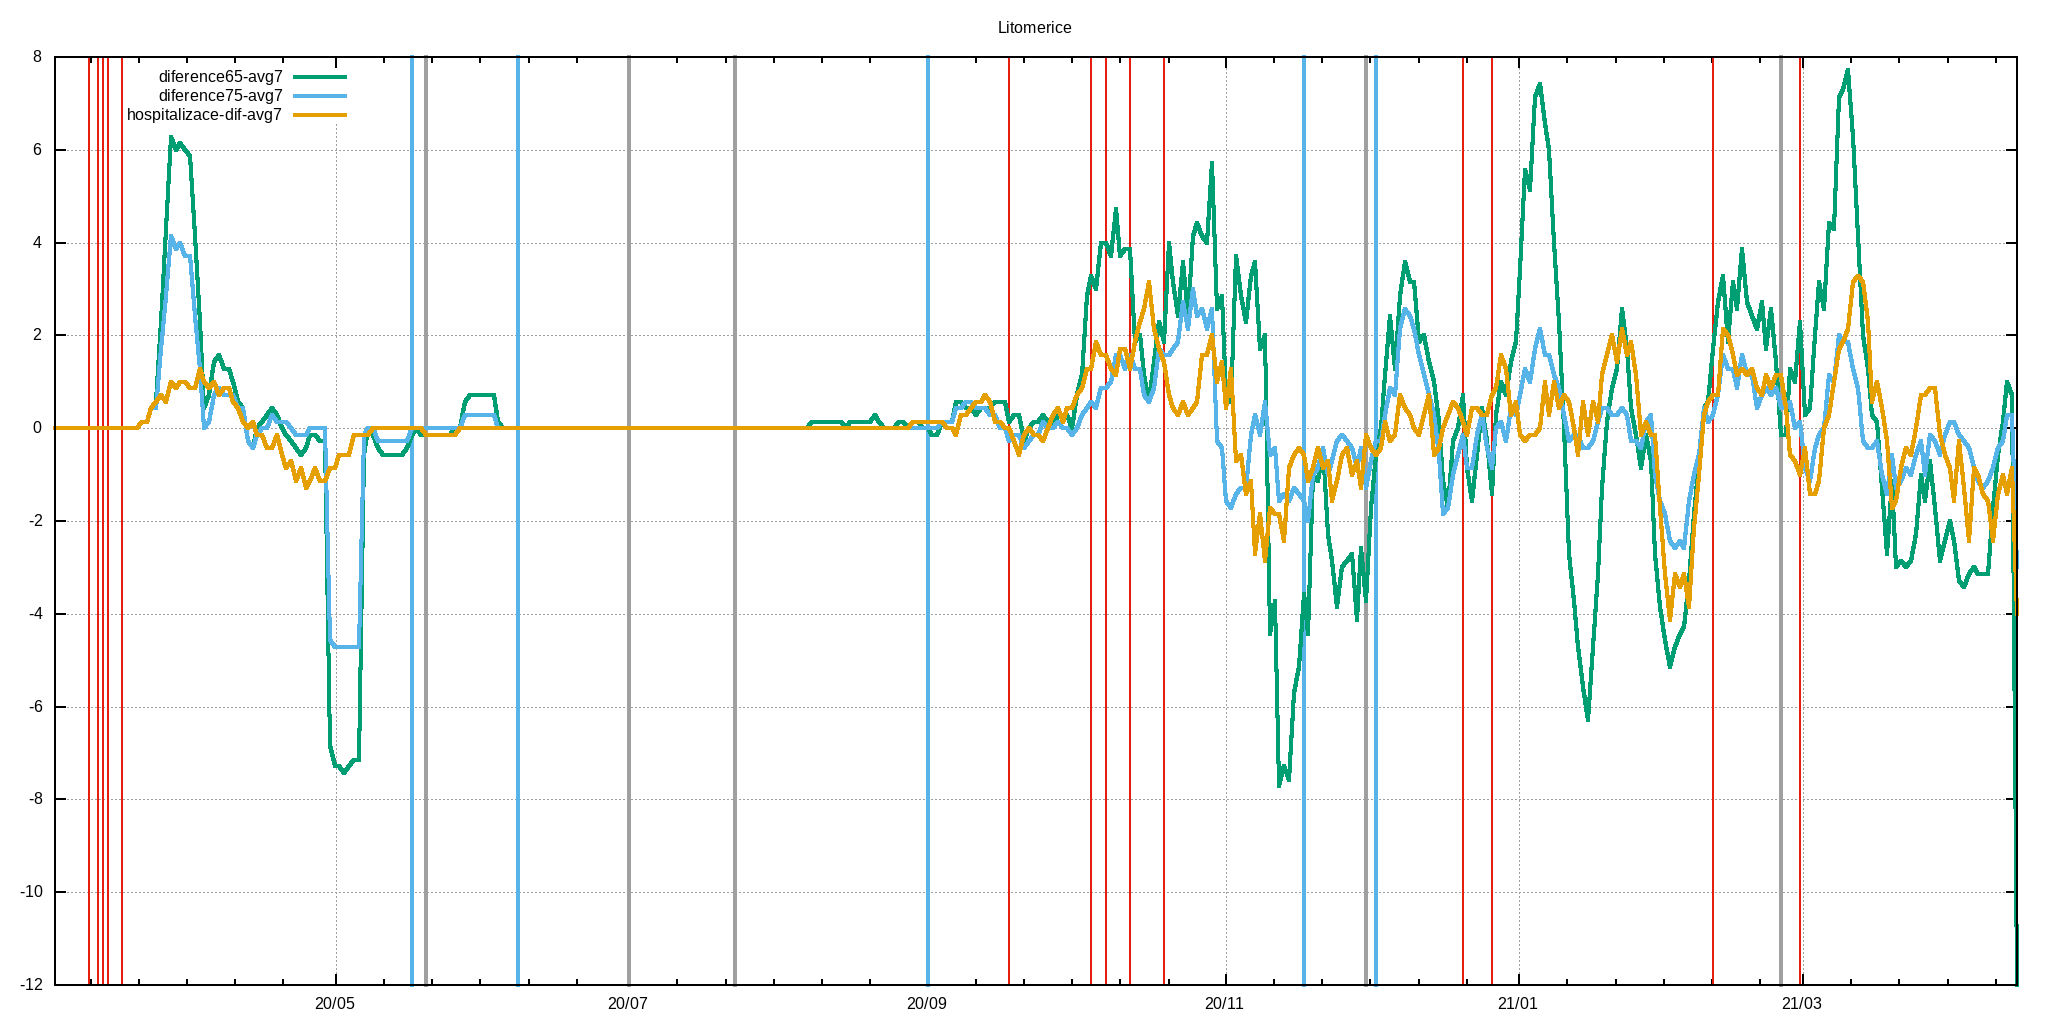 Litomerice
8
diference65-avg7
diference75-avg7
hospitalizace-dif-avg7
6
4
2
0
-2
-4
-6
-8
-10
-12
20/05 20/07 20/09 20/11 21/01 21/03